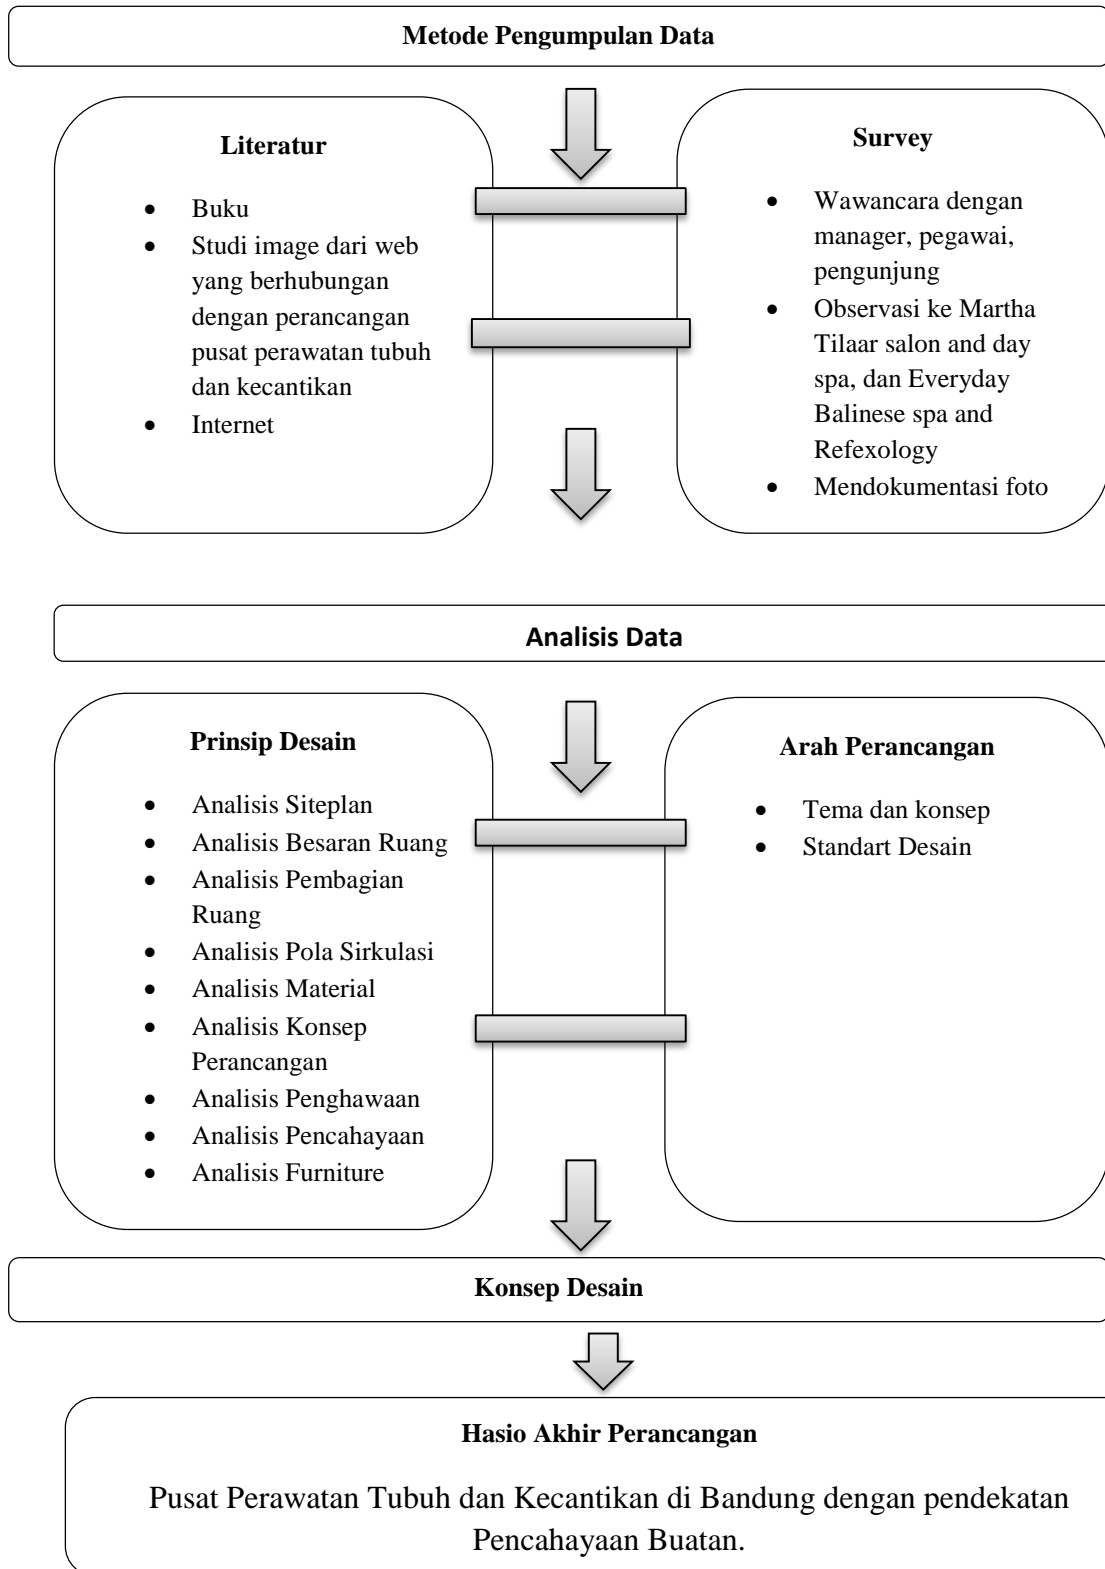 Metode Pengumpulan Data
Literatur
• Buku
• Studi image dari web
yang berhubungan
dengan perancangan
pusat perawatan tubuh
dan kecantikan
• Internet
Survey
• Wawancara dengan
manager, pegawai,
pengunjung
• Observasi ke Martha
Tilaar salon and day
spa, dan Everyday
Balinese spa and
Refexology
• Mendokumentasi foto
Analisis Data
Prinsip Desain
• Analisis Siteplan
• Analisis Besaran Ruang
• Analisis Pembagian
Ruang
• Analisis Pola Sirkulasi
• Analisis Material
• Analisis Konsep
Perancangan
• Analisis Penghawaan
• Analisis Pencahayaan
• Analisis Furniture
Arah Perancangan
• Tema dan konsep
• Standart Desain
Konsep Desain
Hasio Akhir Perancangan
Pusat Perawatan Tubuh dan Kecantikan di Bandung dengan pendekatan
Pencahayaan Buatan.